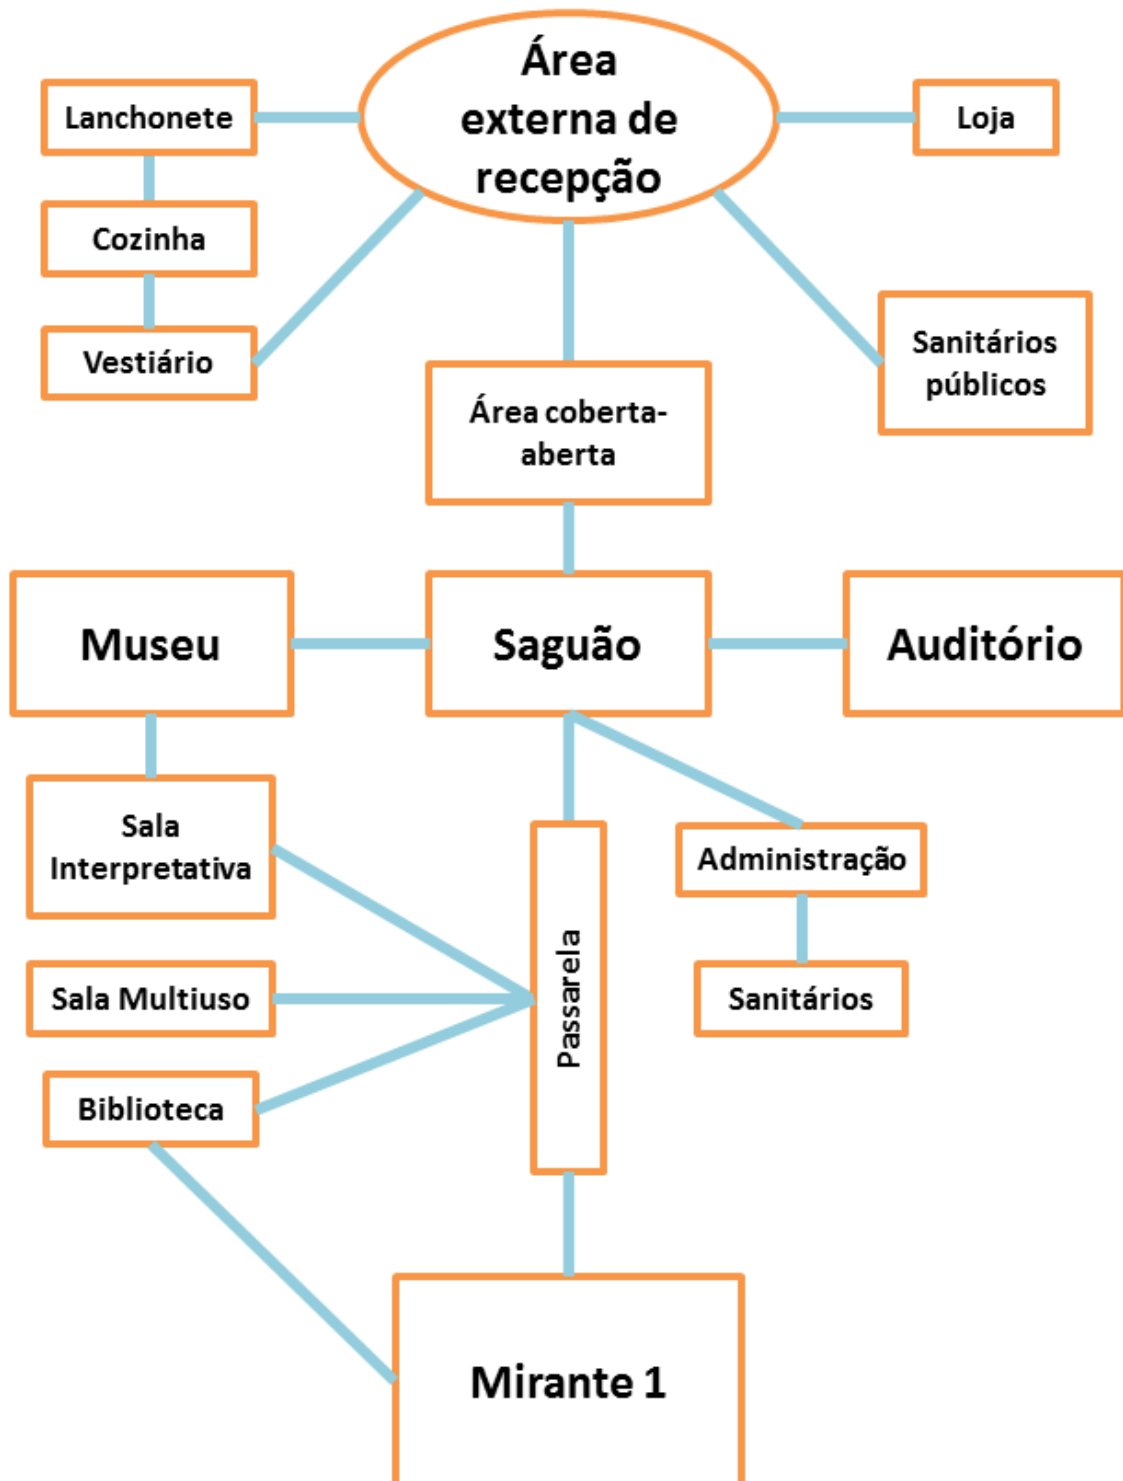 Área
externa de
recepção
Lanchonete
Loja
Cozinha
Vestiário
Sanitários
públicos
Área coberta-
aberta
Museu
Saguão
Auditório
Sala
Interpretativa
Administração
Passarela
Sala Multiuso
Sanitários
Biblioteca
Mirante 1